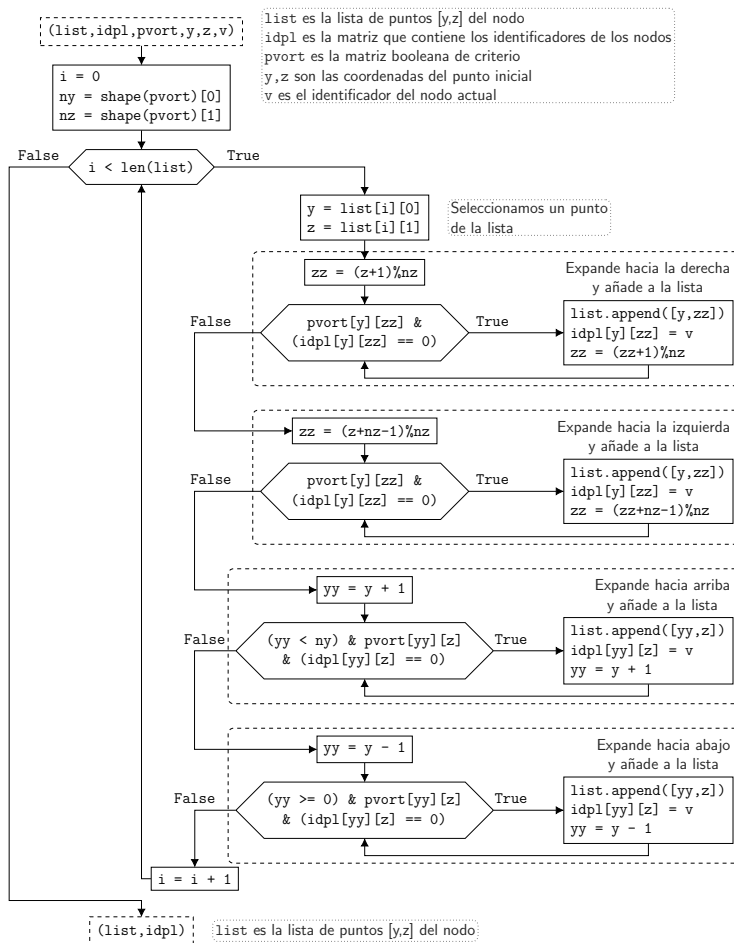 (list,idpl,pvort,y,z,v)
list es la lista de puntos [y,z] del nodo
idpl es la matriz que contiene los identificadores de los nodos
pvort es la matriz booleana de criterio
y,z son las coordenadas del punto inicial
v es el identificador del nodo actual
i = 0
ny = shape(pvort)[0]
nz = shape(pvort)[1]
False
i < len(list)
True
y = list[i][0]
z = list[i][1]
Seleccionamos un punto
de la lista
zz = (z+1)%nz
Expande hacia la derecha
y añade a la lista
False
pvort[y][zz] &
(idpl[y][zz] == 0)
True
list.append([y,zz])
idpl[y][zz] = v
zz = (zz+1)%nz
zz = (z+nz-1)%nz
Expande hacia la izquierda
y añade a la lista
False
pvort[y][zz] &
(idpl[y][zz] == 0)
True
list.append([y,zz])
idpl[y][zz] = v
zz = (zz+nz-1)%nz
yy = y + 1
Expande hacia arriba
y añade a la lista
False
(yy < ny) & pvort[yy][z]
& (idpl[yy][z] == 0)
True
list.append([yy,z])
idpl[yy][z] = v
yy = y + 1
yy = y - 1
Expande hacia abajo
y añade a la lista
False
(yy >= 0) & pvort[yy][z]
& (idpl[yy][z] == 0)
True
list.append([yy,z])
idpl[yy][z] = v
yy = y - 1
i = i + 1
(list,idpl)
list es la lista de puntos [y,z] del nodo